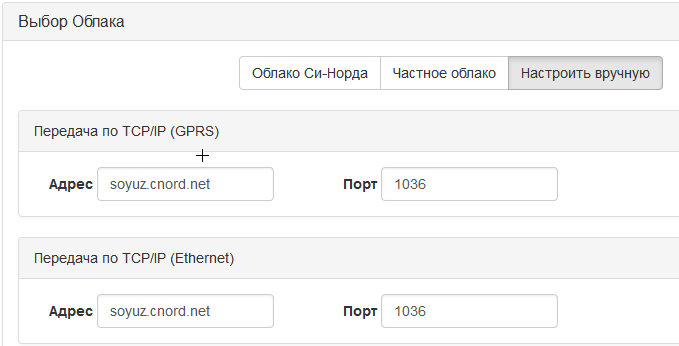 Выбор Облака
Облако Си-Норда Частное облако Настроить вручную
Передача по TCP/IP (GPRS)
Адрес soyuz.cnord.net Порт 1036
Передача по TCP/IP (Ethernet)
Адрес soyuz.cnord.net Порт 1036